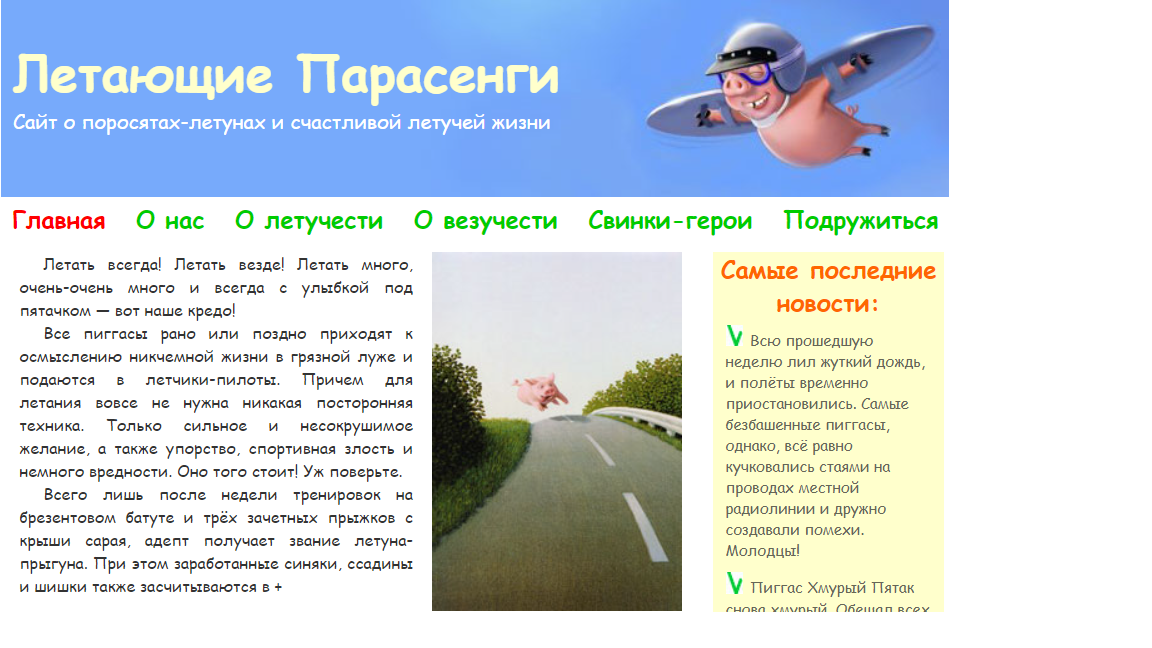 Летающие Парасенги
Сайт о поросятах-летунах и счастливой летучей жизни
Главная О нас О летучести О везучести Свинки-герои Подружиться
Летать всегда! Летать везде! Летать много,
очень-очень много и всегда с улыбкой под
пятачком — вот наше кредо!
Все пиггасы рано или поздно приходят к
осмыслению никчемной жизни в грязной луже и
подаются в летчики-пилоты. Причем для
летания вовсе не нужна никакая посторонняя
техника. Только сильное и несокрушимое
желание, а также упорство, спортивная злость и
немного вредности. Оно того стоит! Уж поверьте.
Всего лишь после недели тренировок на
брезентовом батуте и трёх зачетных прыжков с
крыши сарая, адепт получает звание летуна-
прыгуна. При этом заработанные синяки, ссадины
и шишки также засчитываются в +
Самые последние
новости:
V Всю прошедшую
неделю лил жуткий дождь,
и полёты временно
приостановились. Самые
безбашенные пиггасы,
однако, всё равно
кучковались стаями на
проводах местной
радиолинии и дружно
создавали помехи.
Молодцы!
V Пиггас Хмурый Пятак
снова хмурый. Обещал всех